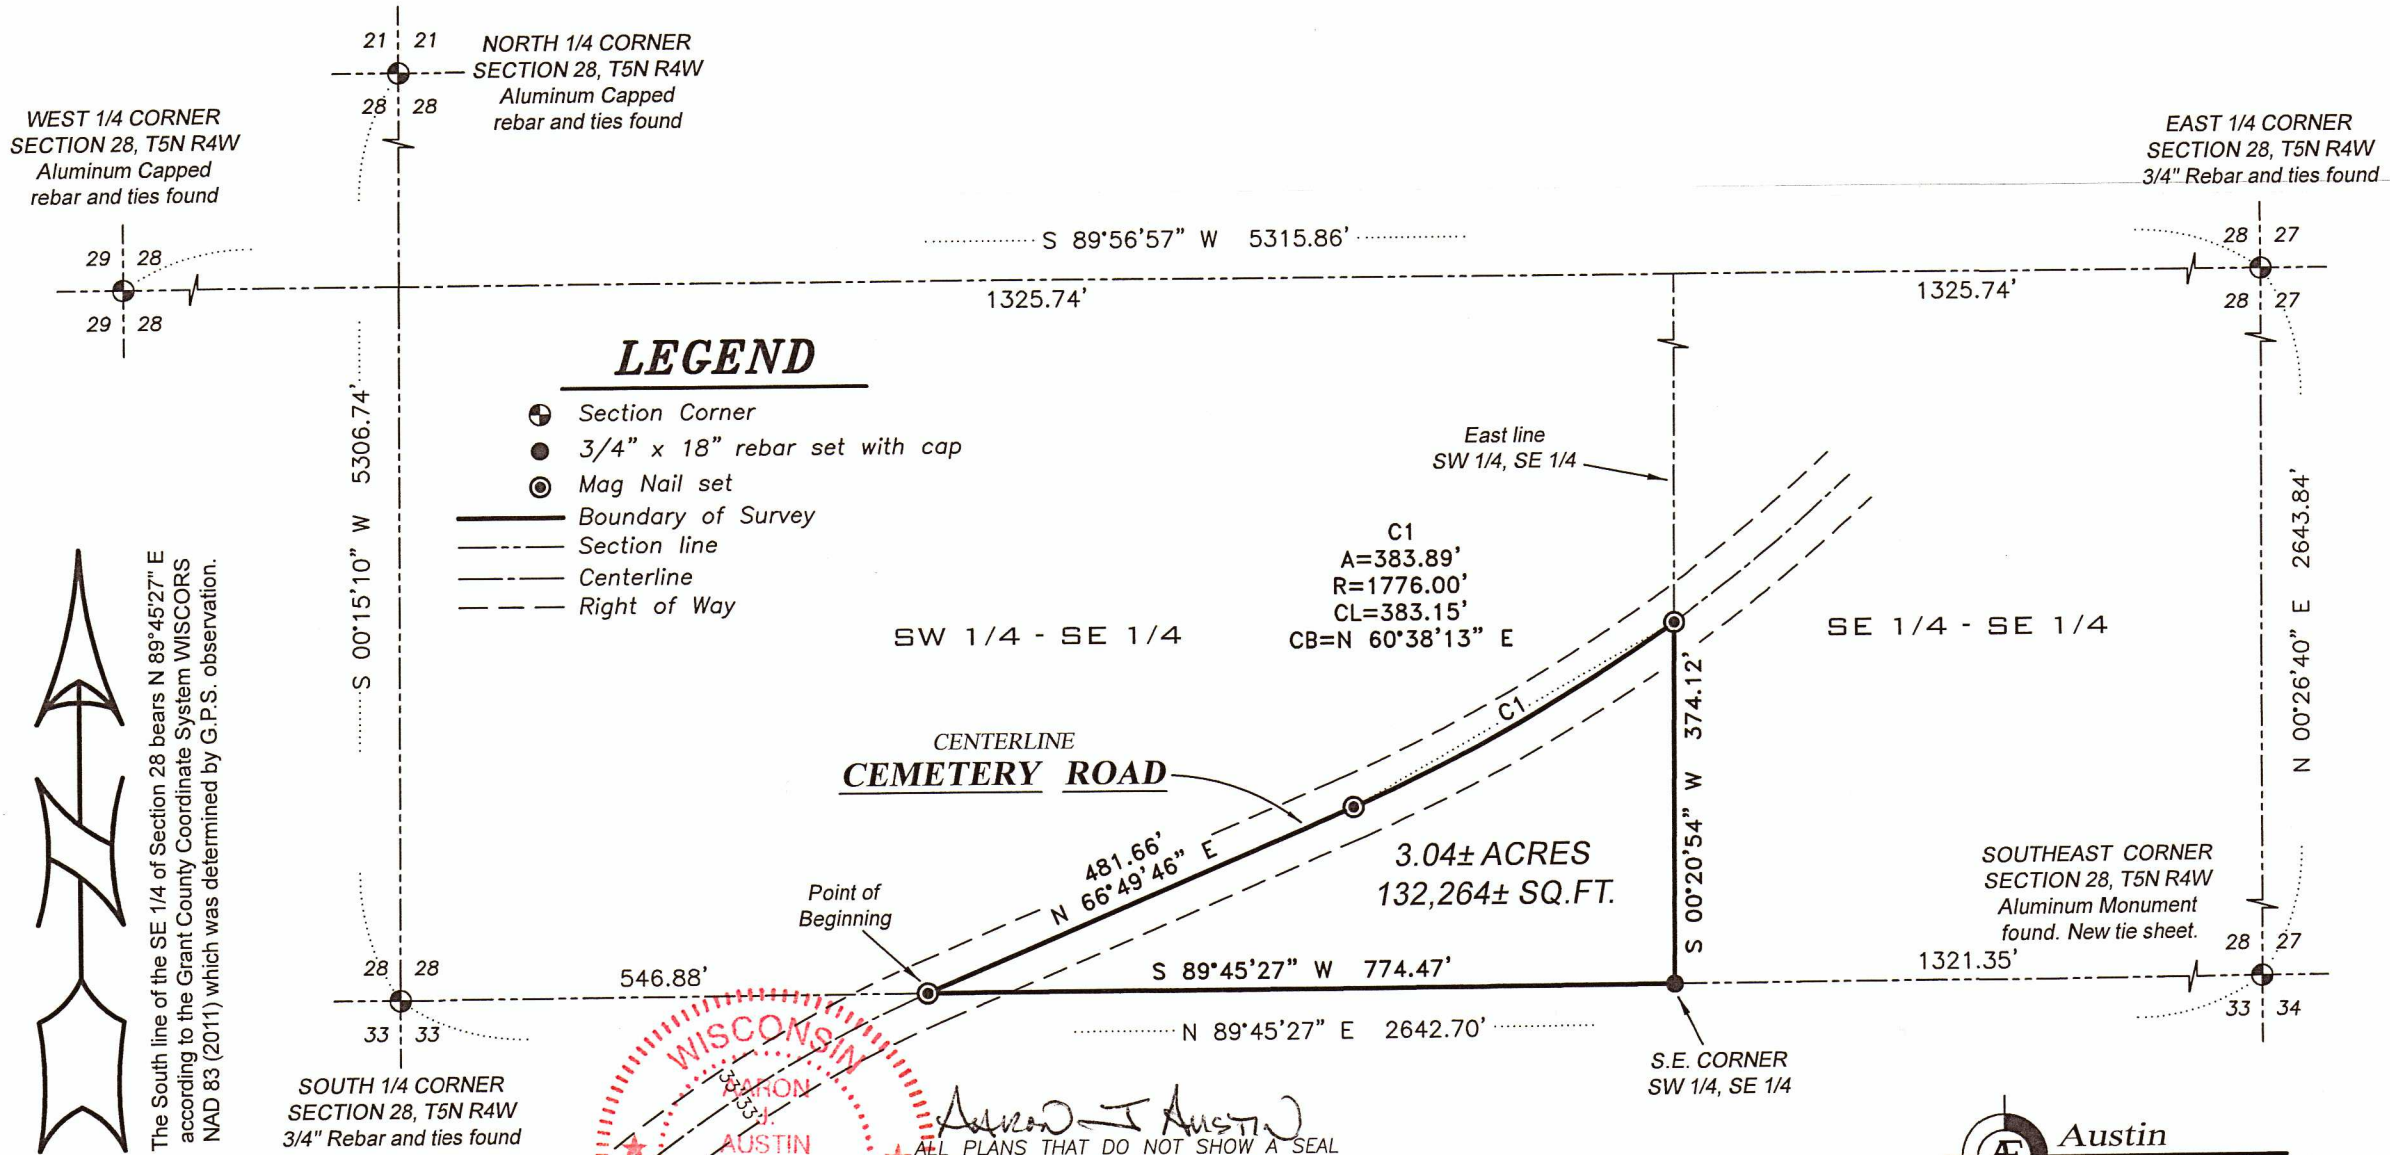 21 21
28 28
NORTH 1/4 CORNER
SECTION 28, T5N R4W
Aluminum Capped
rebar and ties found
WEST 1/4 CORNER
SECTION 28, T5N R4W
Aluminum Capped
rebar and ties found
29 28
29 28
EAST 1/4 CORNER
SECTION 28, T5N R4W
3/4" Rebar and ties found
28 27
28 27
S 89°56'57" W 5315.86'
1325.74'
1325.74'
LEGEND
Section Corner
3/4" x 18" rebar set with cap
Mag Nail set
Boundary of Survey
Section line
Centerline
Right of Way
S 00°15'10" W 5306.74'
East line
SW 1/4, SE 1/4
C1
A=383.89'
R=1776.00'
CL=383.15'
CB=N 60°38'13" E
SW 1/4 - SE 1/4
SE 1/4 - SE 1/4
N 00°26'40" E 2643.84'
The South line of the SE 1/4 of Section 28 bears N 89°45'27" E
according to the Grant County Coordinate System WISCORS
NAD 83 (2011) which was determined by G.P.S. observation.
N
C1
S 00°20'54" W 374.12'
CENTERLINE
CEMETERY ROAD
481.66'
N 66°49'46" E
3.04± ACRES
132,264± SQ.FT.
Point of
Beginning
SOUTHEAST CORNER
SECTION 28, T5N R4W
Aluminum Monument
found. New tie sheet.
28 27
33 34
28 28
33 33
546.88'
S 89°45'27" W 774.47'
1321.35'
N 89°45'27" E 2642.70'
S.E. CORNER
SW 1/4, SE 1/4
SOUTH 1/4 CORNER
SECTION 28, T5N R4W
3/4" Rebar and ties found
WISCONSIN
AARON
J.
AUSTIN
33' 33'
Aaron J Austin
ALL PLANS THAT DO NOT SHOW A SEAL
AE
Austin